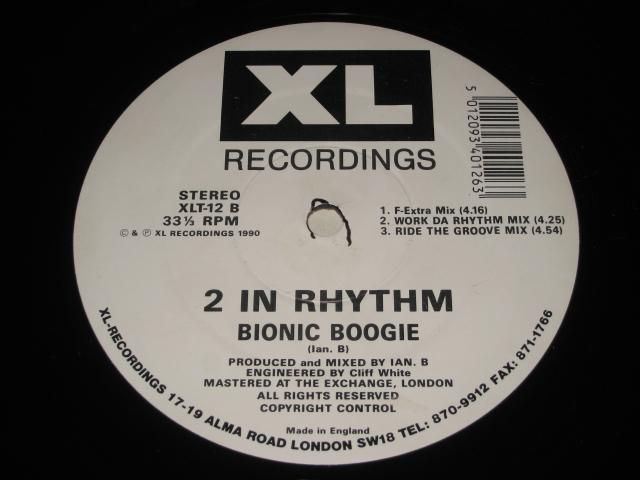 XL
RECORDINGS
5 012093 401263
STEREO
XLT-12 B
33⅓ RPM
© & ℗ XL RECORDINGS 1990
1. F-Extra Mix (4.16)
2. WORK DA RHYTHM MIX (4.25)
3. RIDE THE GROOVE MIX (4.54)
2 IN RHYTHM
BIONIC BOOGIE
(Ian. B)
PRODUCED and MIXED BY IAN. B
ENGINEERED BY Cliff White
MASTERED AT THE EXCHANGE, LONDON
ALL RIGHTS RESERVED
COPYRIGHT CONTROL
Made in England
XL-RECORDINGS 17-19 ALMA ROAD LONDON SW18 TEL: 870-9912 FAX: 871-1766